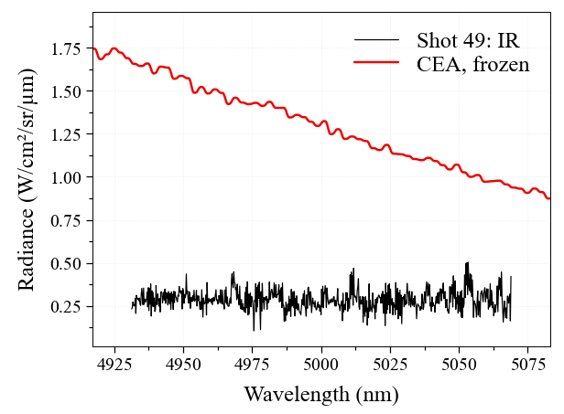 Shot 49: IR
CEA, frozen
Radiance (W/cm²/sr/μm)
1.75
1.50
1.25
1.00
0.75
0.50
0.25
4925 4950 4975 5000 5025 5050 5075
Wavelength (nm)